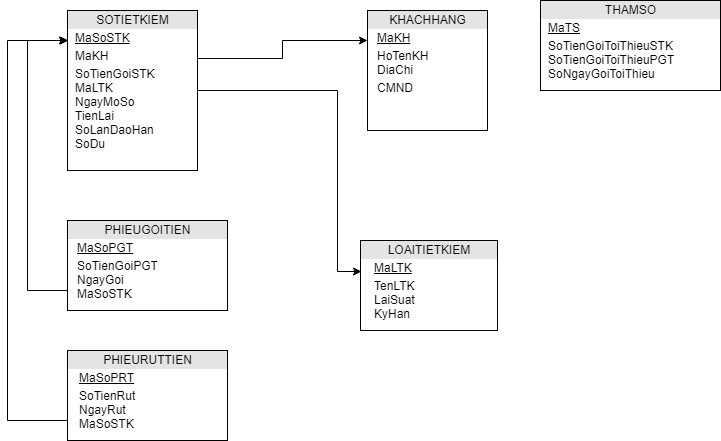 SOTIETKIEM
MaSoSTK
MaKH
SoTienGoiSTK
MaLTK
NgayMoSo
TienLai
SoLanDaoHan
SoDu
KHACHHANG
MaKH
HoTenKH
DiaChi
CMND
THAMSO
MaTS
SoTienGoiToiThieuSTK
SoTienGoiToiThieuPGT
SoNgayGoiToiThieu
PHIEUGOITIEN
MaSoPGT
SoTienGoiPGT
NgayGoi
MaSoSTK
LOAITIETKIEM
MaLTK
TenLTK
LaiSuat
KyHan
PHIEURUTTIEN
MaSoPRT
SoTienRut
NgayRut
MaSoSTK